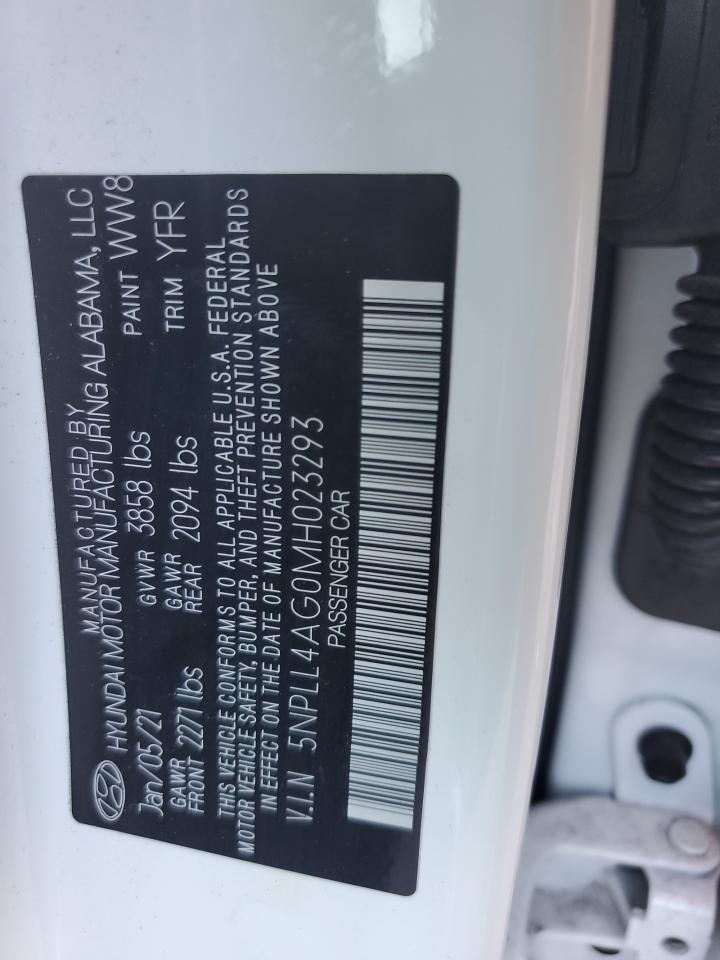 MANUFACTURED BY
HYUNDAI MOTOR MANUFACTURING ALABAMA, LLC
Jan/05/21 GVWR 3858 lbs PAINT WW8
GAWR FRONT 2271 lbs GAWR REAR 2094 lbs TRIM YFR
THIS VEHICLE CONFORMS TO ALL APPLICABLE U.S.A. FEDERAL
MOTOR VEHICLE SAFETY, BUMPER, AND THEFT PREVENTION STANDARDS
IN EFFECT ON THE DATE OF MANUFACTURE SHOWN ABOVE
V.I.N 5NPLL4AG0MH023293
PASSENGER CAR